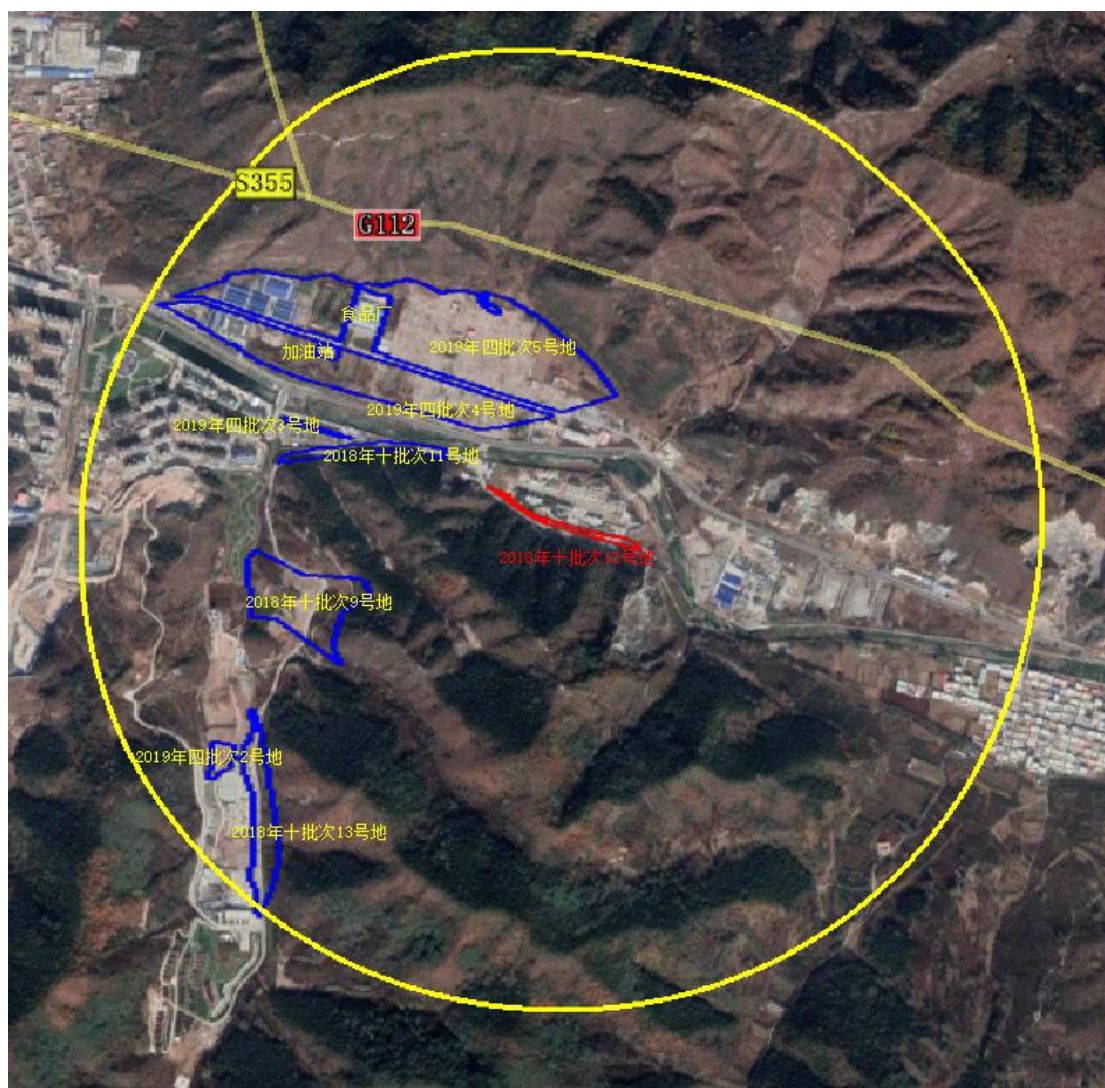 S355
G112
食品厂
加油站
2019年四批次5号地
2019年四批次4号地
2019年四批次3号地
2018年十批次11号地
2018年十批次12号地
2018年十批次9号地
2019年四批次2号地
2018年十批次13号地